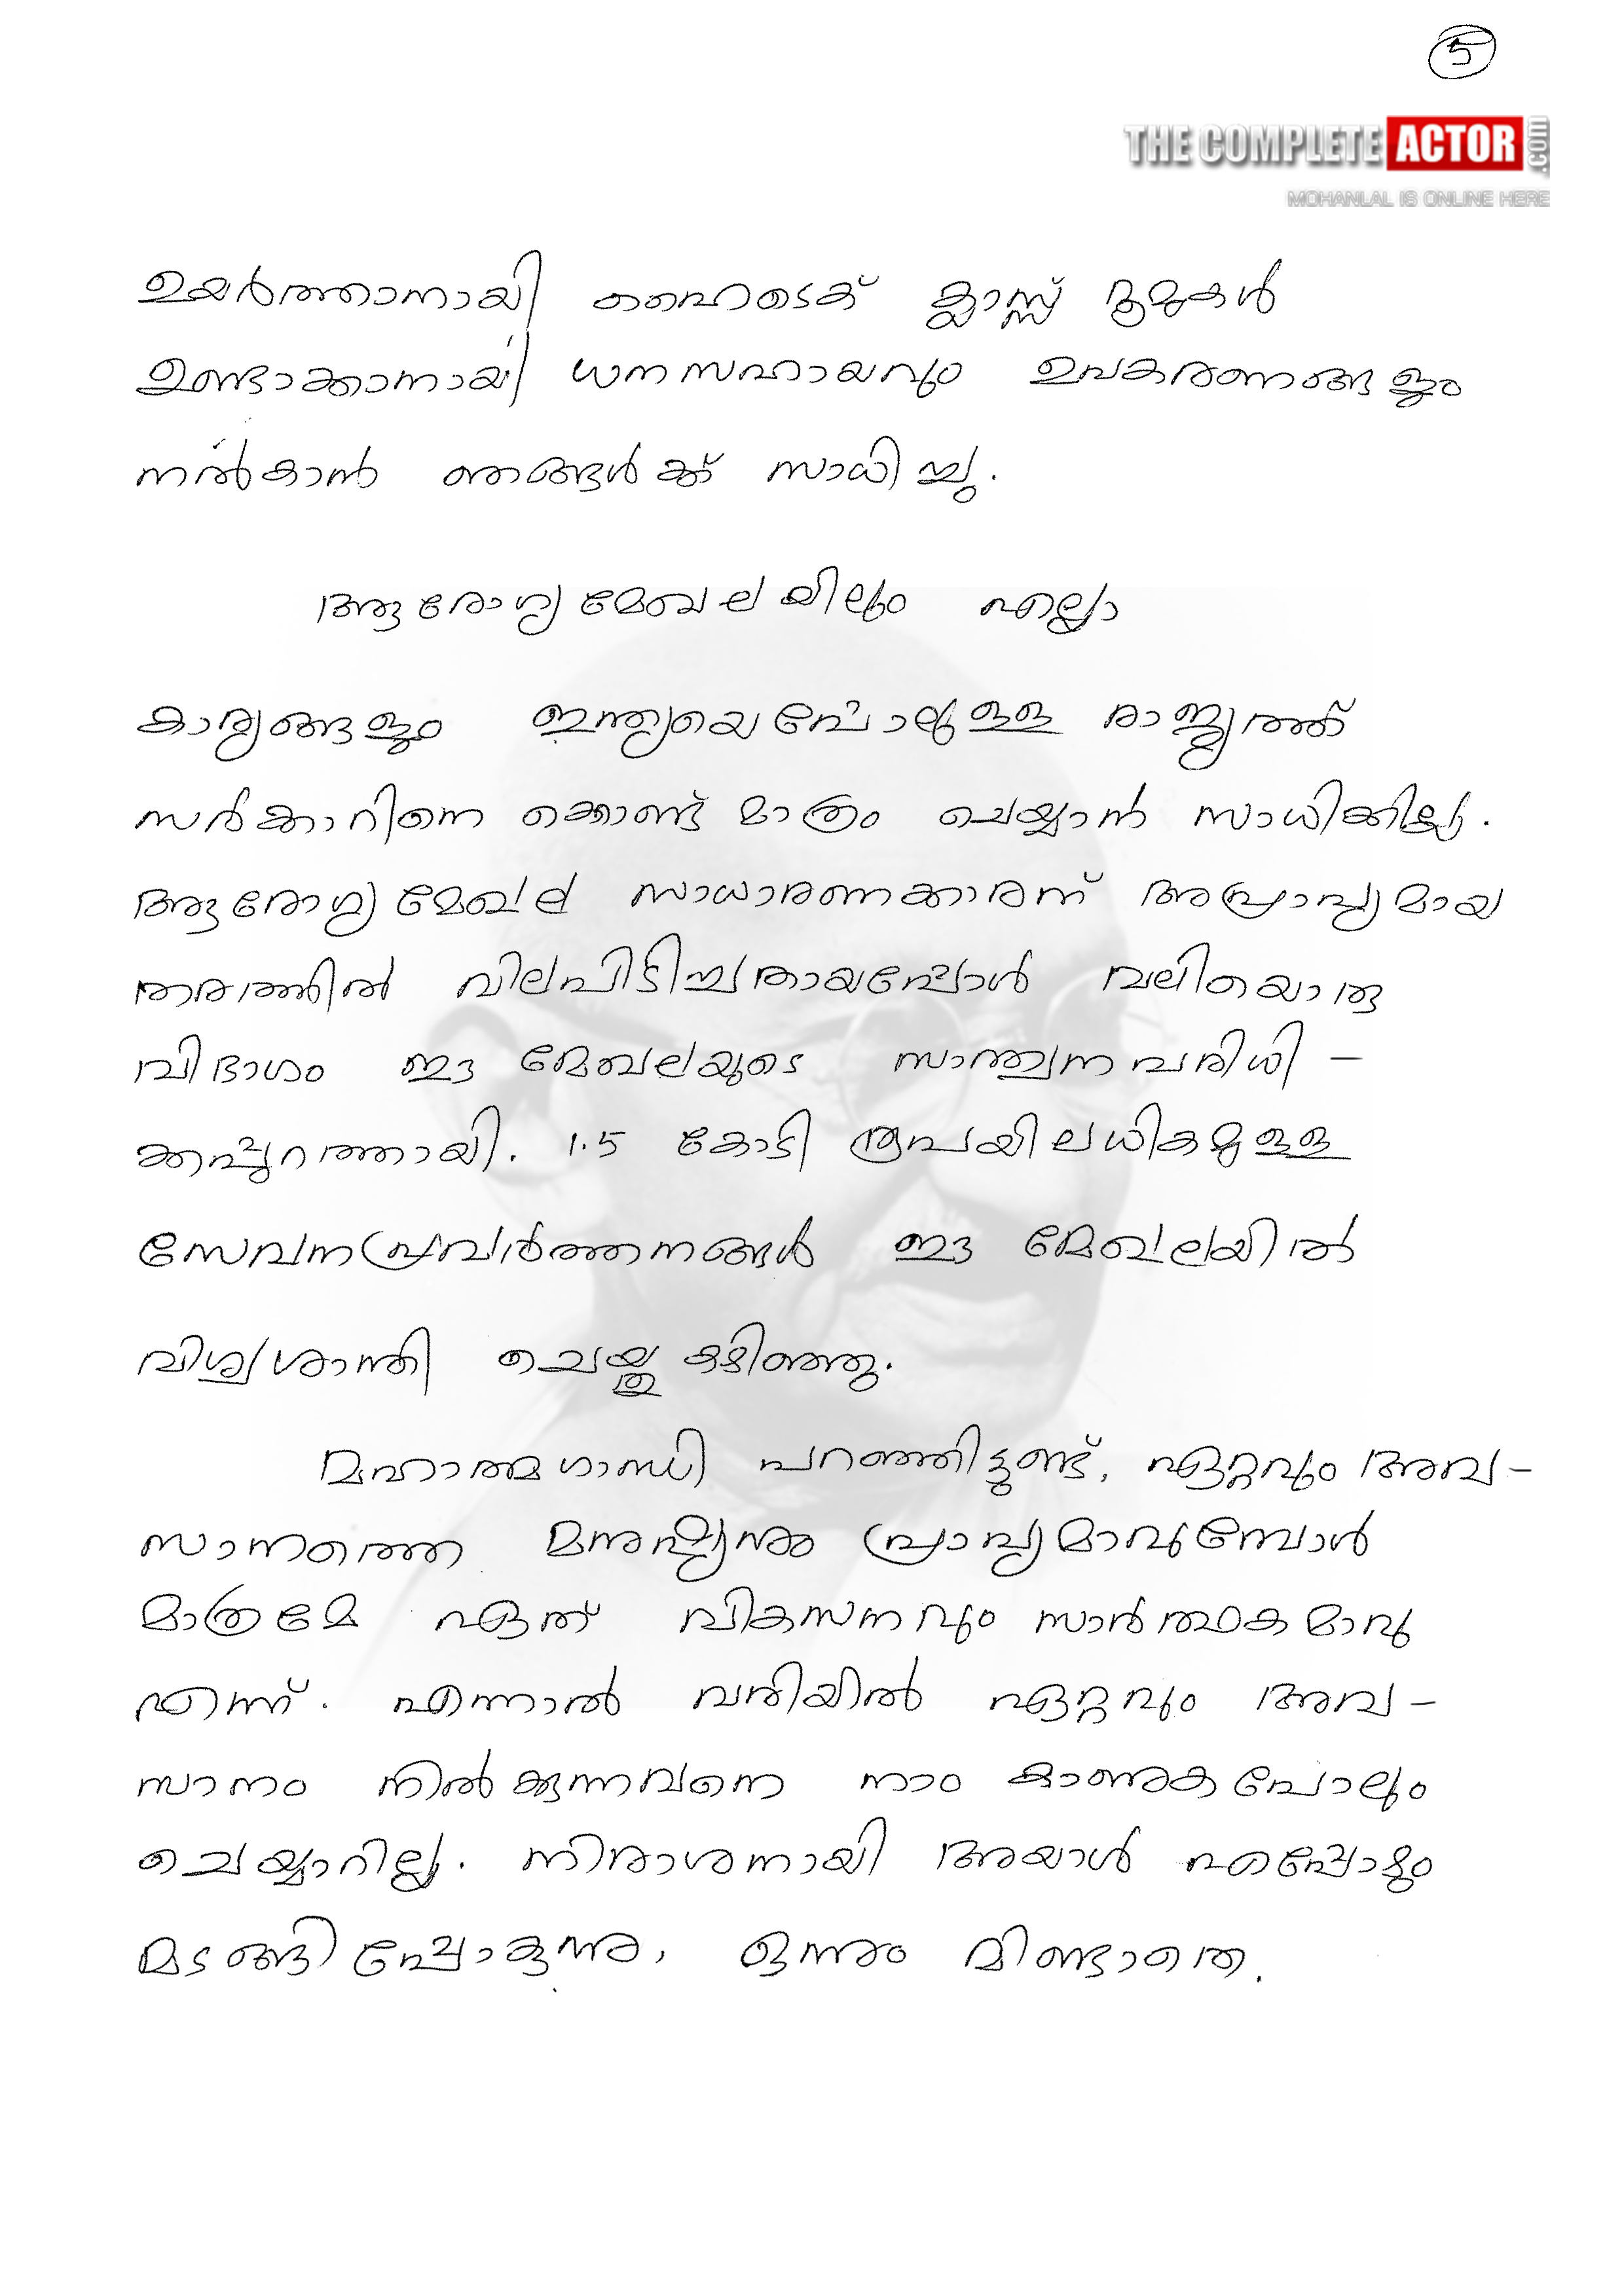 5
THE COMPLETE ACTOR .com
MOHANLAL IS ONLINE HERE
ഉയർത്താനായി ഹൈടെക് ക്ലാസ്സ് റൂമുകൾ
ഉണ്ടാക്കാനായി ധനസഹായവും ഉപകരണങ്ങളും
നൽകാൻ ഞങ്ങൾക്ക് സാധിച്ചു.
ആരോഗ്യമേഖലയിലും എല്ലാ
കാര്യങ്ങളും ഇന്ത്യയെപ്പോലുള്ള രാജ്യത്ത്
സർക്കാറിനെ ക്കൊണ്ട് മാത്രം ചെയ്യാൻ സാധിക്കില്ല.
ആരോഗ്യമേഖല സാധാരണക്കാരന് അപ്രാപ്യമായ
തരത്തിൽ വിലപിടിച്ചതായപ്പോൾ വലിയൊരു
വിഭാഗം ഈ മേഖലയുടെ സാന്ത്വനപരിധി-
ക്കപ്പുറത്തായി. 1.5 കോടി രൂപയിലധികമുള്ള
സേവനപ്രവർത്തനങ്ങൾ ഈ മേഖലയിൽ
വിശ്വശാന്തി ചെയ്തു കഴിഞ്ഞു.
മഹാത്മഗാന്ധി പറഞ്ഞിട്ടുണ്ട്, ഏറ്റവും അവ-
സാനത്തെ മനുഷ്യനും പ്രാപ്യമാവുമ്പോൾ
മാത്രമേ ഏത് വികസനവും സാർത്ഥകമാവൂ
എന്ന്. എന്നാൽ വരിയിൽ ഏറ്റവും അവ-
സാനം നിൽക്കുന്നവനെ നാം കാണുക പോലും
ചെയ്യാറില്ല. നിരാശനായി അയാൾ എപ്പോഴും
മടങ്ങിപ്പോകുന്നു, ഒന്നും മിണ്ടാതെ.